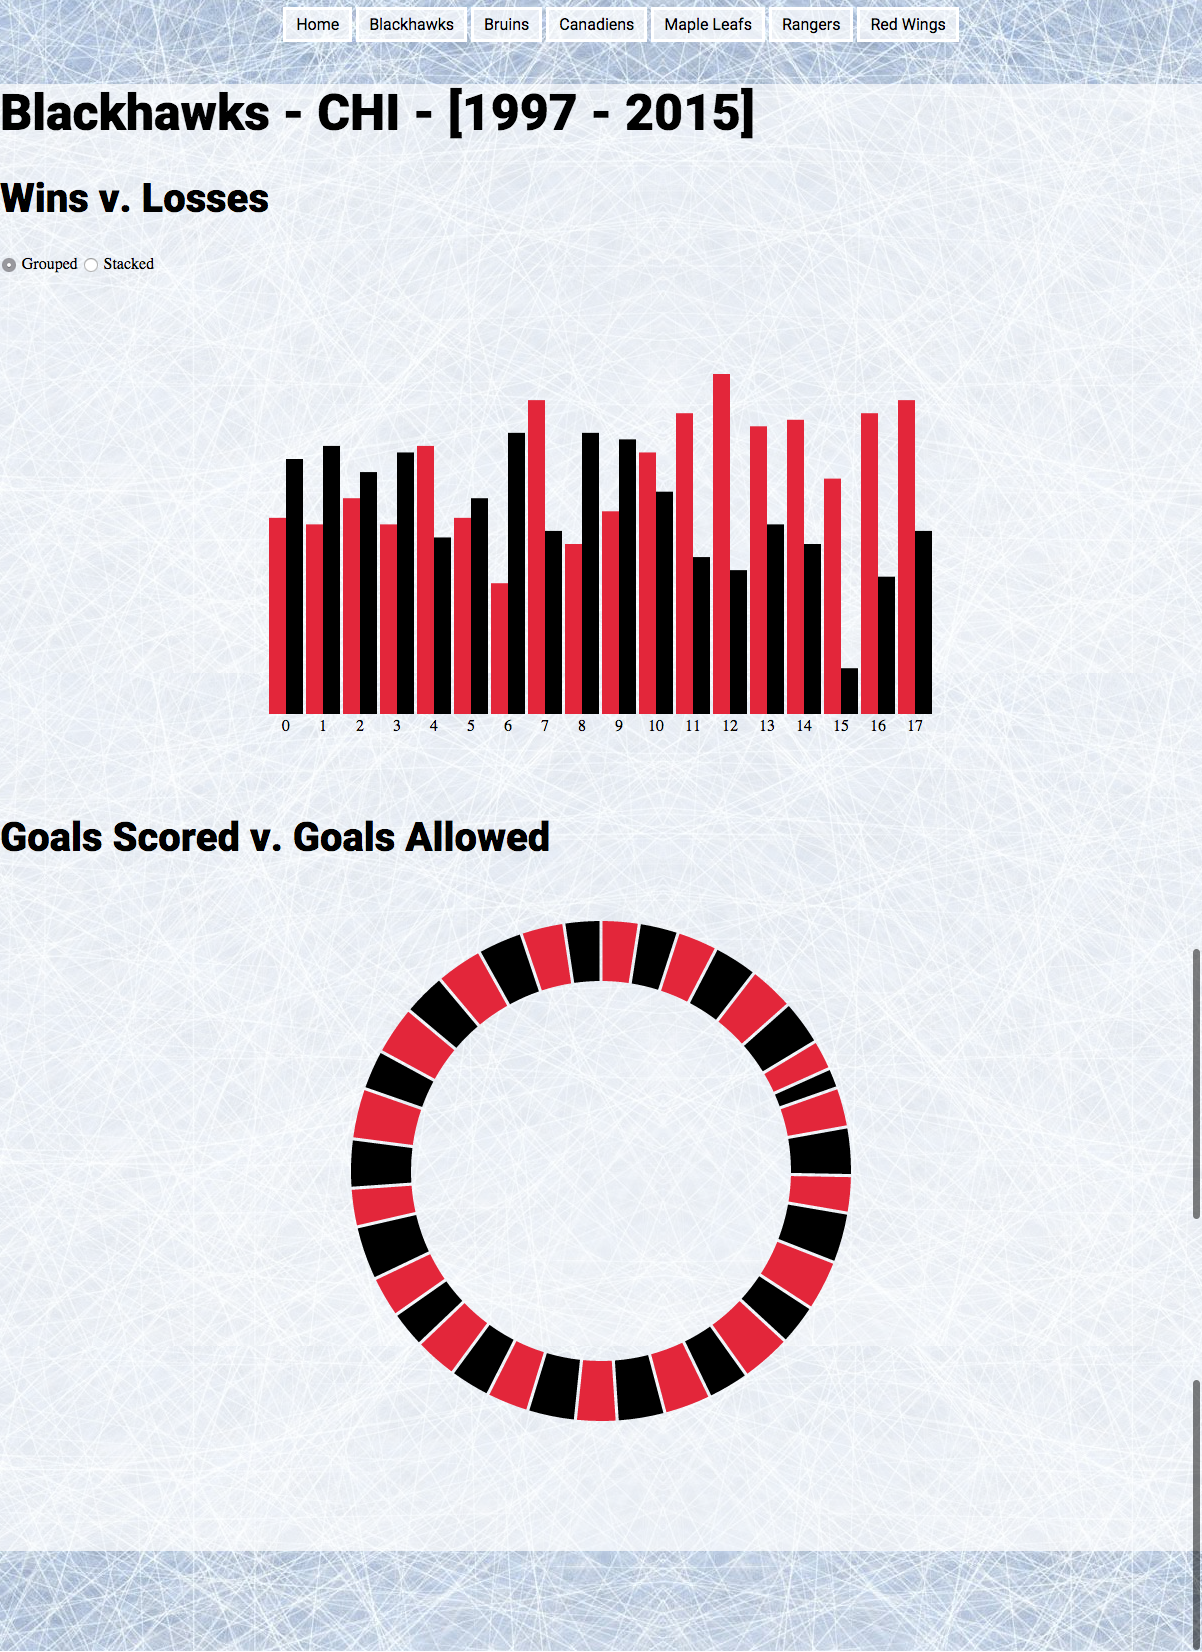 Home Blackhawks Bruins Canadiens Maple Leafs Rangers Red Wings
Blackhawks - CHI - [1997 - 2015]
Wins v. Losses
Grouped Stacked
0 1 2 3 4 5 6 7 8 9 10 11 12 13 14 15 16 17
Goals Scored v. Goals Allowed